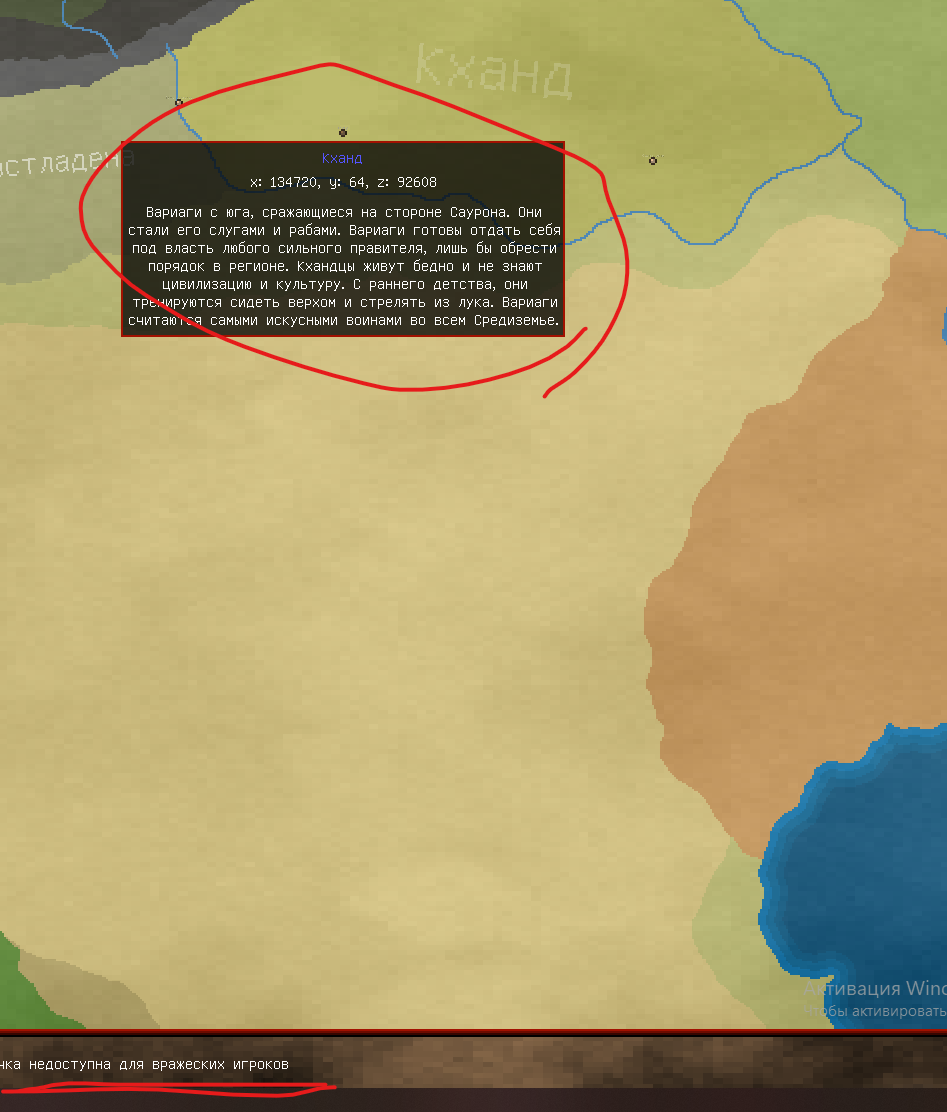 Кханд
Кханд
x: 134720, y: 64, z: 92608
Вариаги с юга, сражающиеся на стороне Саурона. Они
стали его слугами и рабами. Вариаги готовы отдать себя
под власть любого сильного правителя, лишь бы обрести
порядок в регионе. Кхандцы живут бедно и не знают
цивилизацию и культуру. С раннего детства, они
тренируются сидеть верхом и стрелять из лука. Вариаги
считаются самыми искусными воинами во всем Средиземье.
Активация Wind
Чтобы активировать
недоступна для вражеских игроков